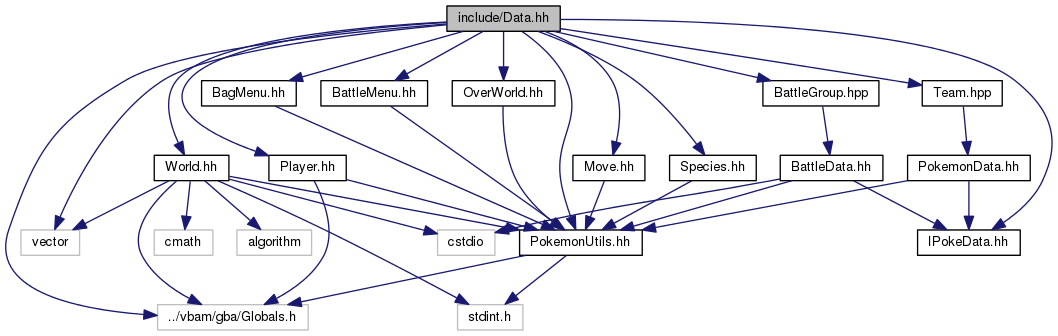 include/Data.hh
BagMenu.hh
BattleMenu.hh
OverWorld.hh
BattleGroup.hpp
Team.hpp
World.hh
Player.hh
Move.hh
Species.hh
BattleData.hh
PokemonData.hh
vector
cmath
algorithm
cstdio
PokemonUtils.hh
IPokeData.hh
../vbam/gba/Globals.h
stdint.h